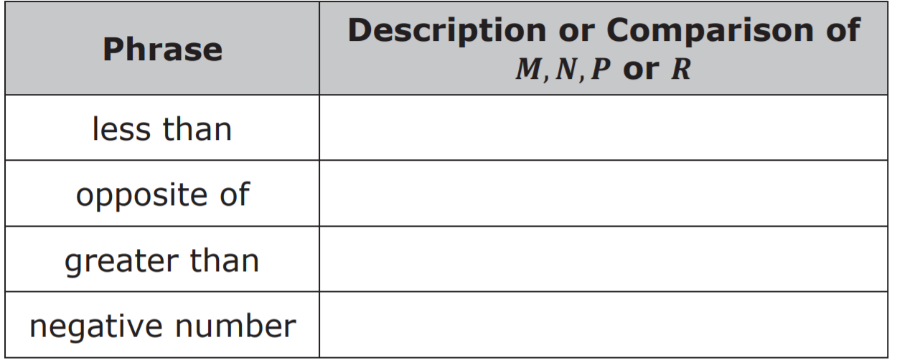 Phrase
Description or Comparison of
M, N, P or R
less than
opposite of
greater than
negative number